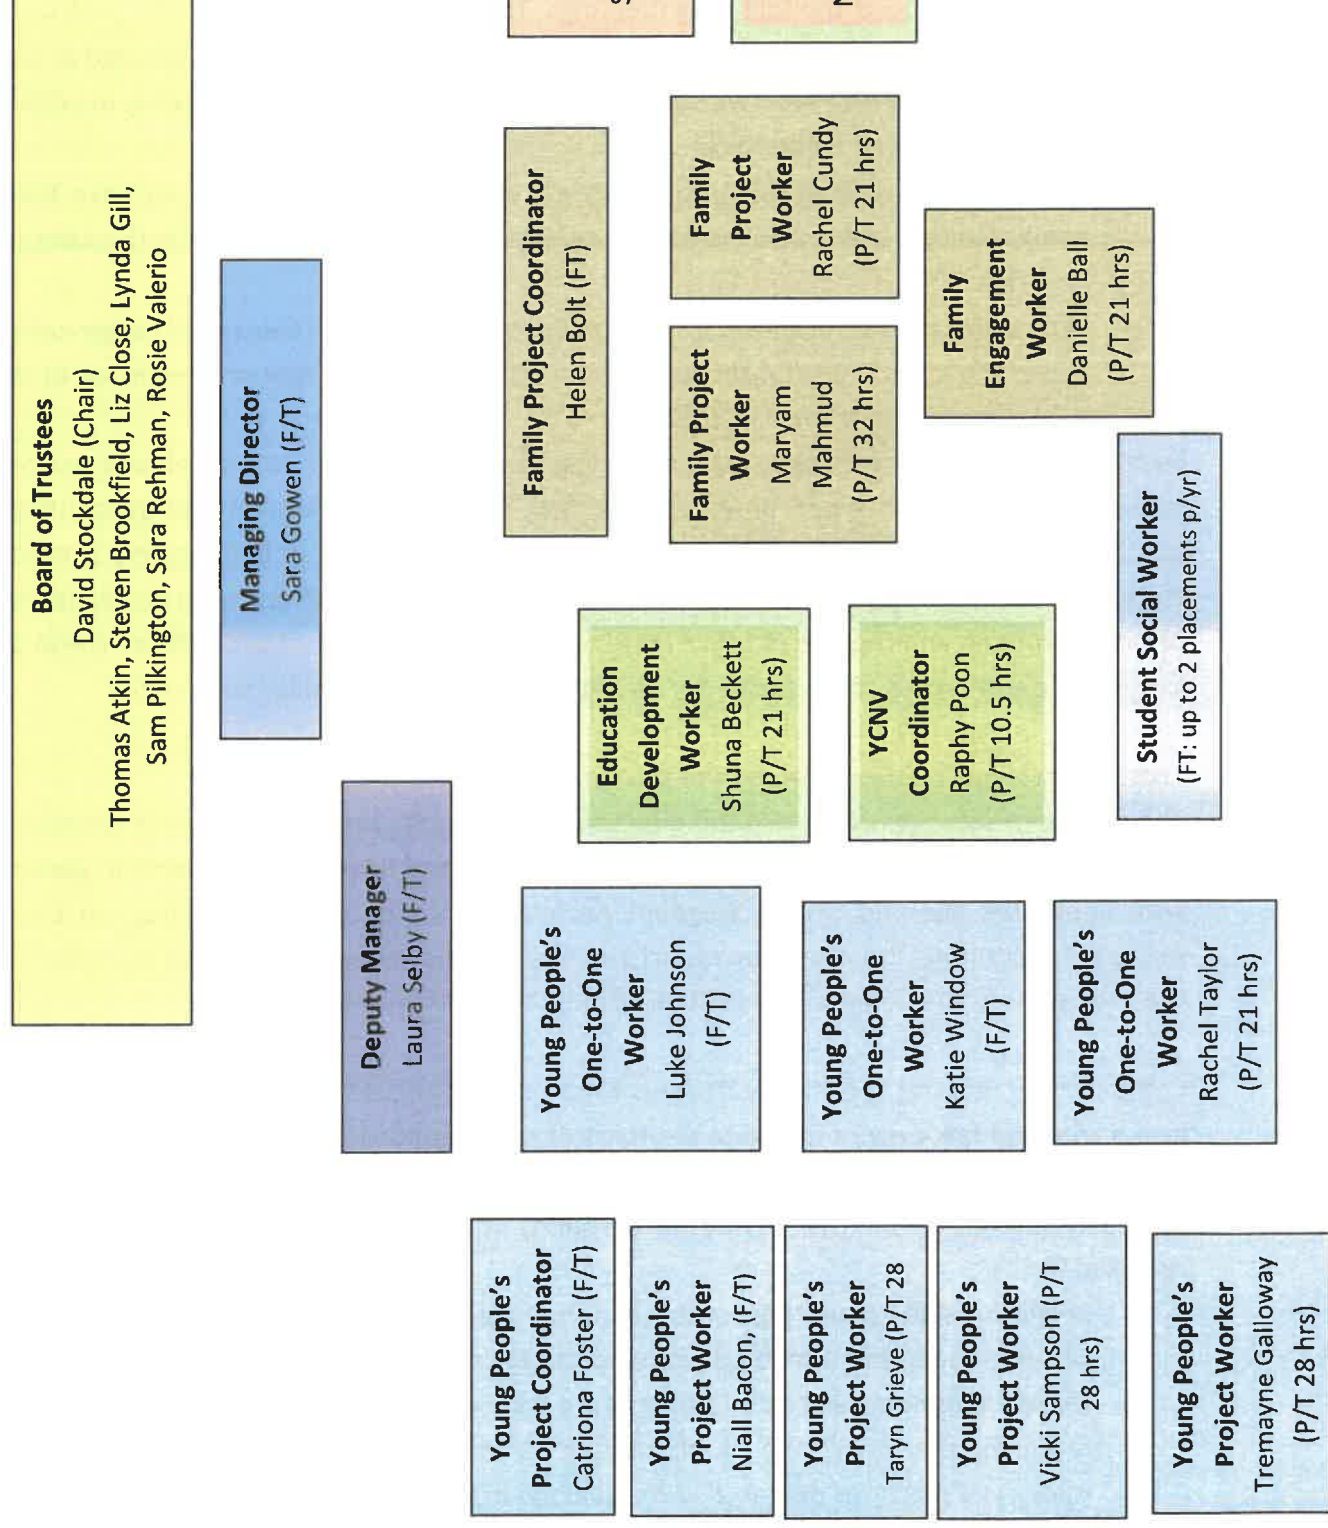 Board of Trustees
David Stockdale (Chair)
Thomas Atkin, Steven Brookfield, Liz Close, Lynda Gill,
Sam Pilkington, Sara Rehman, Rosie Valerio
Managing Director
Sara Gowen (F/T)
Deputy Manager
Laura Selby (F/T)
Young People's
Project Coordinator
Catriona Foster (F/T)
Young People's
Project Worker
Niall Bacon, (F/T)
Young People's
Project Worker
Taryn Grieve (P/T 28
Young People's
Project Worker
Vicki Sampson (P/T
28 hrs)
Young People's
Project Worker
Tremayne Galloway
(P/T 28 hrs)
Young People's
One-to-One
Worker
Luke Johnson
(F/T)
Young People's
One-to-One
Worker
Katie Window
(F/T)
Young People's
One-to-One
Worker
Rachel Taylor
(P/T 21 hrs)
Education
Development
Worker
Shuna Beckett
(P/T 21 hrs)
YCNV
Coordinator
Raphy Poon
(P/T 10.5 hrs)
Student Social Worker
(FT: up to 2 placements p/yr)
Family Project Coordinator
Helen Bolt (FT)
Family Project
Worker
Maryam
Mahmud
(P/T 32 hrs)
Family
Project
Worker
Rachel Cundy
(P/T 21 hrs)
Family
Engagement
Worker
Danielle Ball
(P/T 21 hrs)